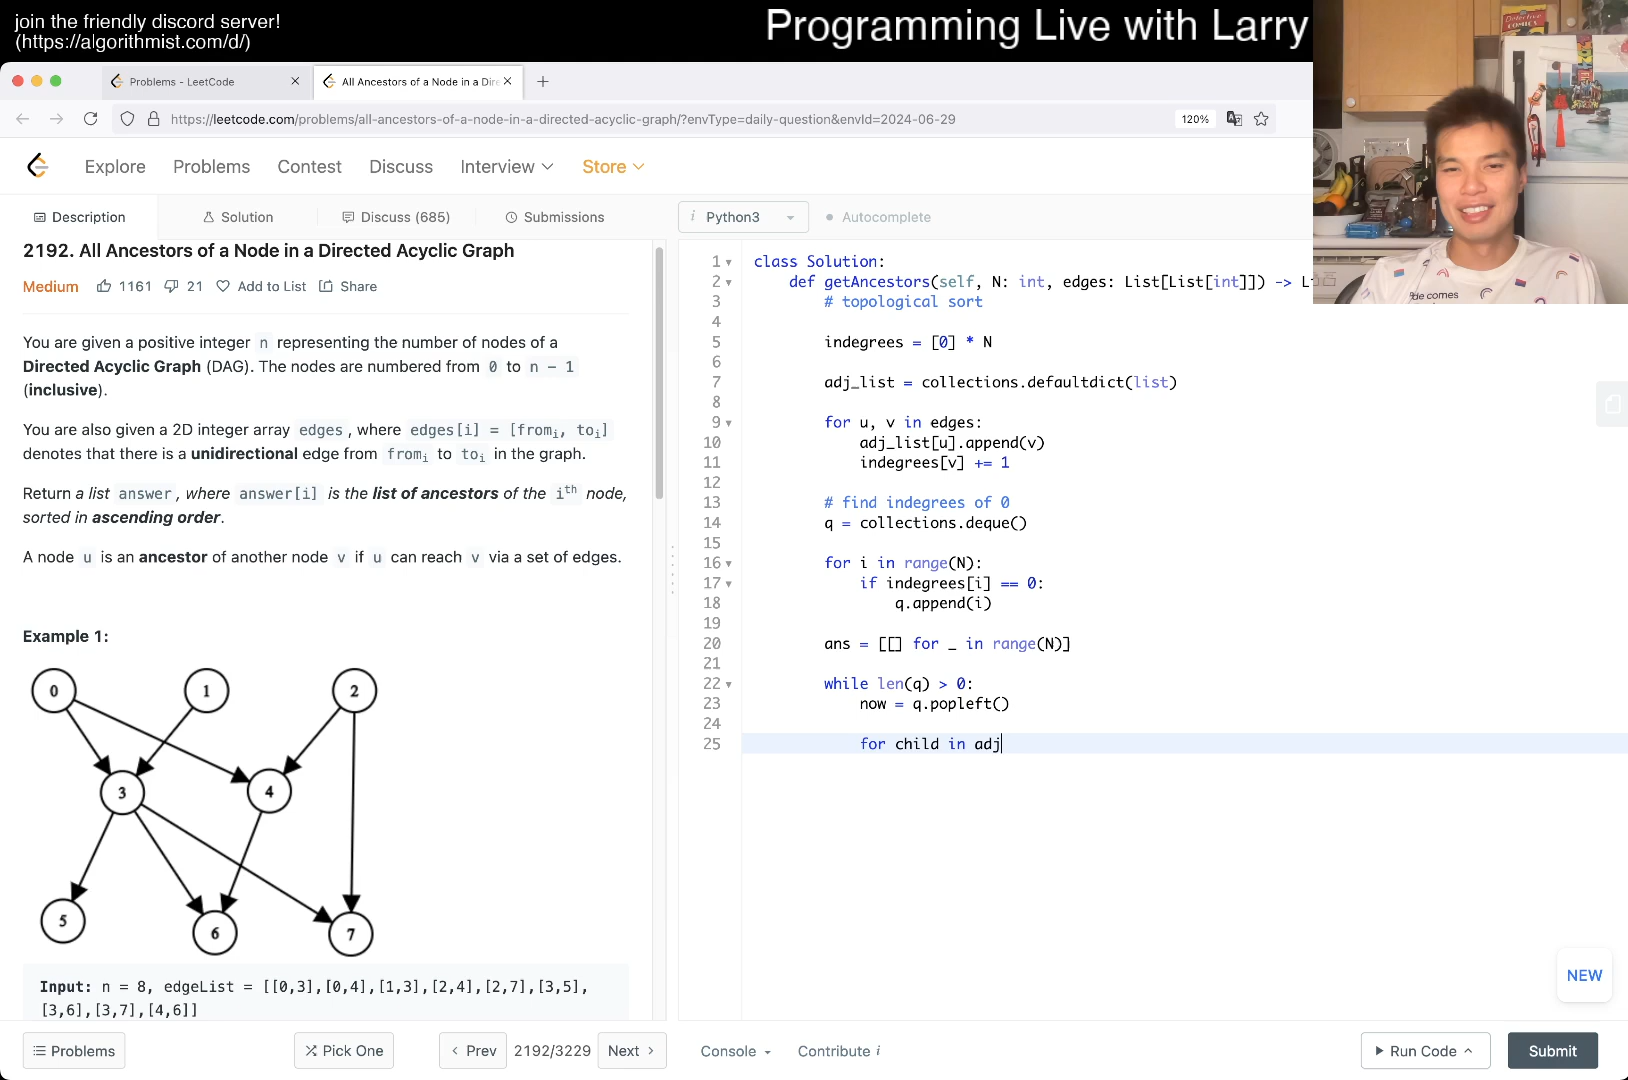 join the friendly discord server!
(https://algorithmist.com/d/)
Programming Live with Larry
Problems - LeetCode
All Ancestors of a Node in a Dire
https://leetcode.com/problems/all-ancestors-of-a-node-in-a-directed-acyclic-graph/?envType=daily-question&envId=2024-06-29
120%
Explore Problems Contest Discuss Interview Store
Description Solution Discuss (685) Submissions
i Python3 Autocomplete
2192. All Ancestors of a Node in a Directed Acyclic Graph
Medium 1161 21 Add to List Share
You are given a positive integer n representing the number of nodes of a
Directed Acyclic Graph (DAG). The nodes are numbered from 0 to n - 1
(inclusive).
You are also given a 2D integer array edges, where edges[i] = [fromi, toi]
denotes that there is a unidirectional edge from fromi to toi in the graph.
Return a list answer, where answer[i] is the list of ancestors of the ith node,
sorted in ascending order.
A node u is an ancestor of another node v if u can reach v via a set of edges.
Example 1:
0 1 2
3 4
5 6 7
Input: n = 8, edgeList = [[0,3],[0,4],[1,3],[2,4],[2,7],[3,5],
[3,6],[3,7],[4,6]]
1 class Solution:
2 def getAncestors(self, N: int, edges: List[List[int]]) -> Li
3 # topological sort
4
5 indegrees = [0] * N
6
7 adj_list = collections.defaultdict(list)
8
9 for u, v in edges:
10 adj_list[u].append(v)
11 indegrees[v] += 1
12
13 # find indegrees of 0
14 q = collections.deque()
15
16 for i in range(N):
17 if indegrees[i] == 0:
18 q.append(i)
19
20 ans = [[] for _ in range(N)]
21
22 while len(q) > 0:
23 now = q.popleft()
24
25 for child in adj
NEW
Problems Pick One Prev 2192/3229 Next Console Contribute i Run Code Submit